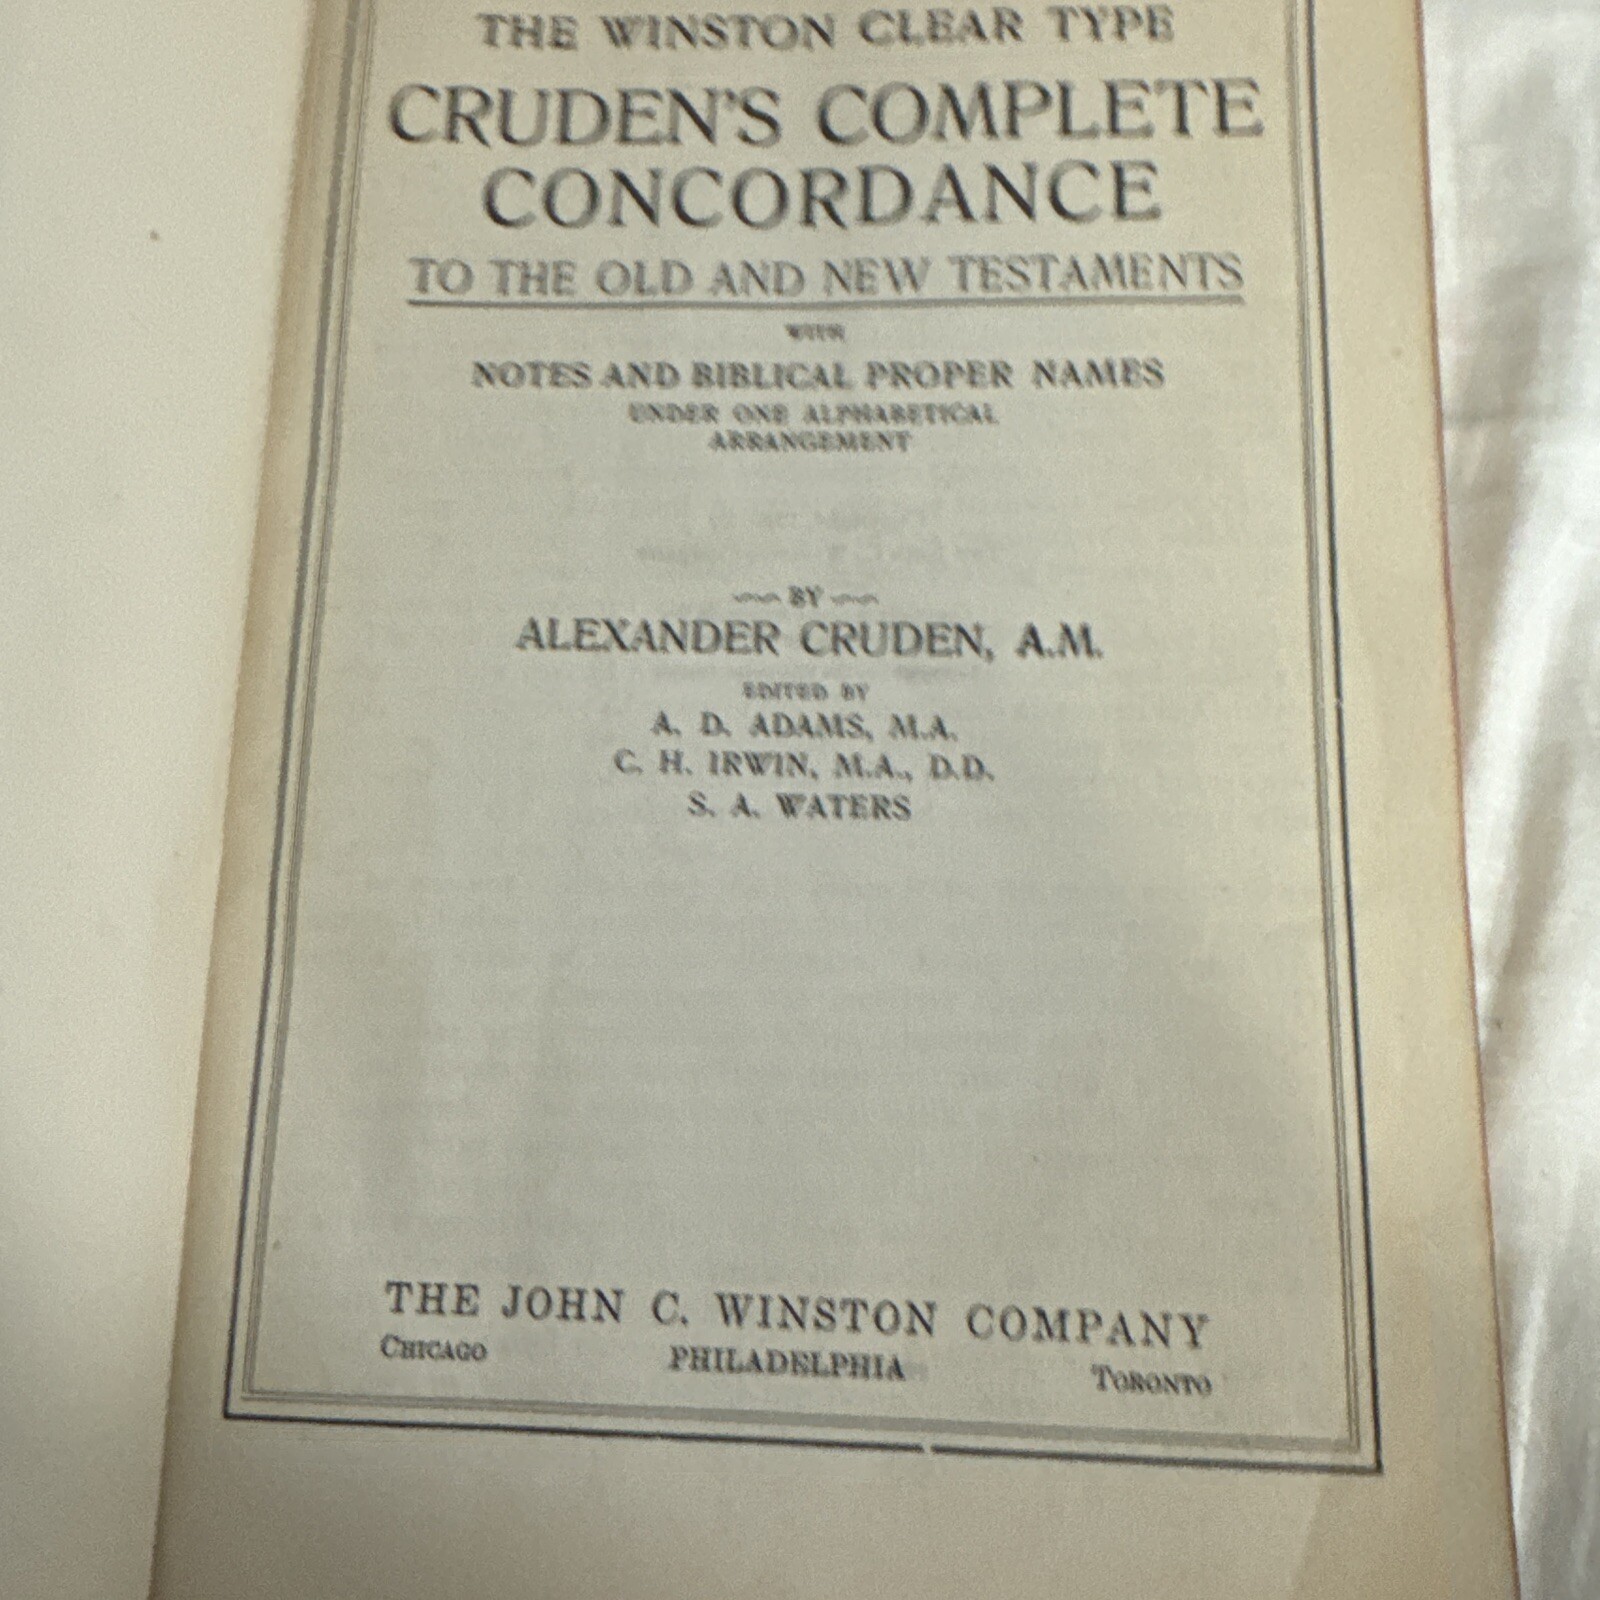 THE WINSTON CLEAR TYPE
CRUDEN'S COMPLETE
CONCORDANCE
TO THE OLD AND NEW TESTAMENTS
WITH
NOTES AND BIBLICAL PROPER NAMES
UNDER ONE ALPHABETICAL
ARRANGEMENT
BY
ALEXANDER CRUDEN, A.M.
EDITED BY
A. D. ADAMS, M.A.
C. H. IRWIN, M.A., D.D.
S. A. WATERS
THE JOHN C. WINSTON COMPANY
CHICAGO PHILADELPHIA TORONTO